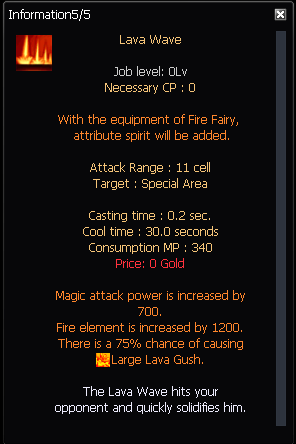 Information5/5
Lava Wave
Job level: 0Lv
Necessary CP : 0
With the equipment of Fire Fairy,
attribute spirit will be added.
Attack Range : 11 cell
Target : Special Area
Casting time : 0.2 sec.
Cool time : 30.0 seconds
Consumption MP : 340
Price: 0 Gold
Magic attack power is increased by
700.
Fire element is increased by 1200.
There is a 75% chance of causing
Large Lava Gush.
The Lava Wave hits your
opponent and quickly solidifies him.